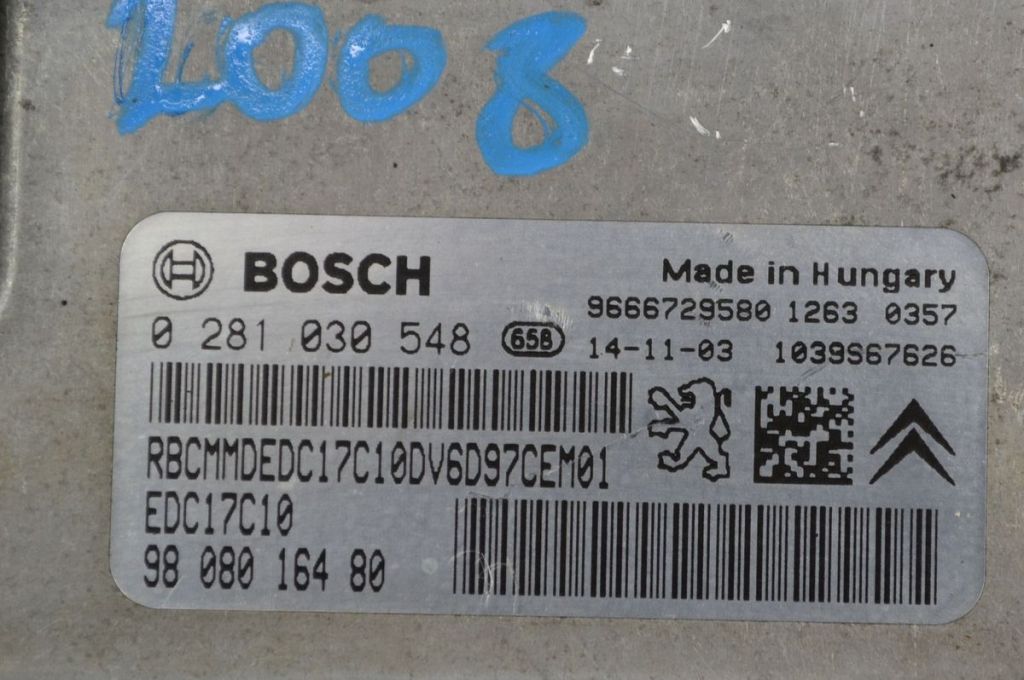 2008
BOSCH
Made in Hungary
9666729580 1263 0357
0 281 030 548 658 14-11-03 1039S67626
RBCMMDEDC17C10DV6D97CEM01
EDC17C10
98 080 164 80